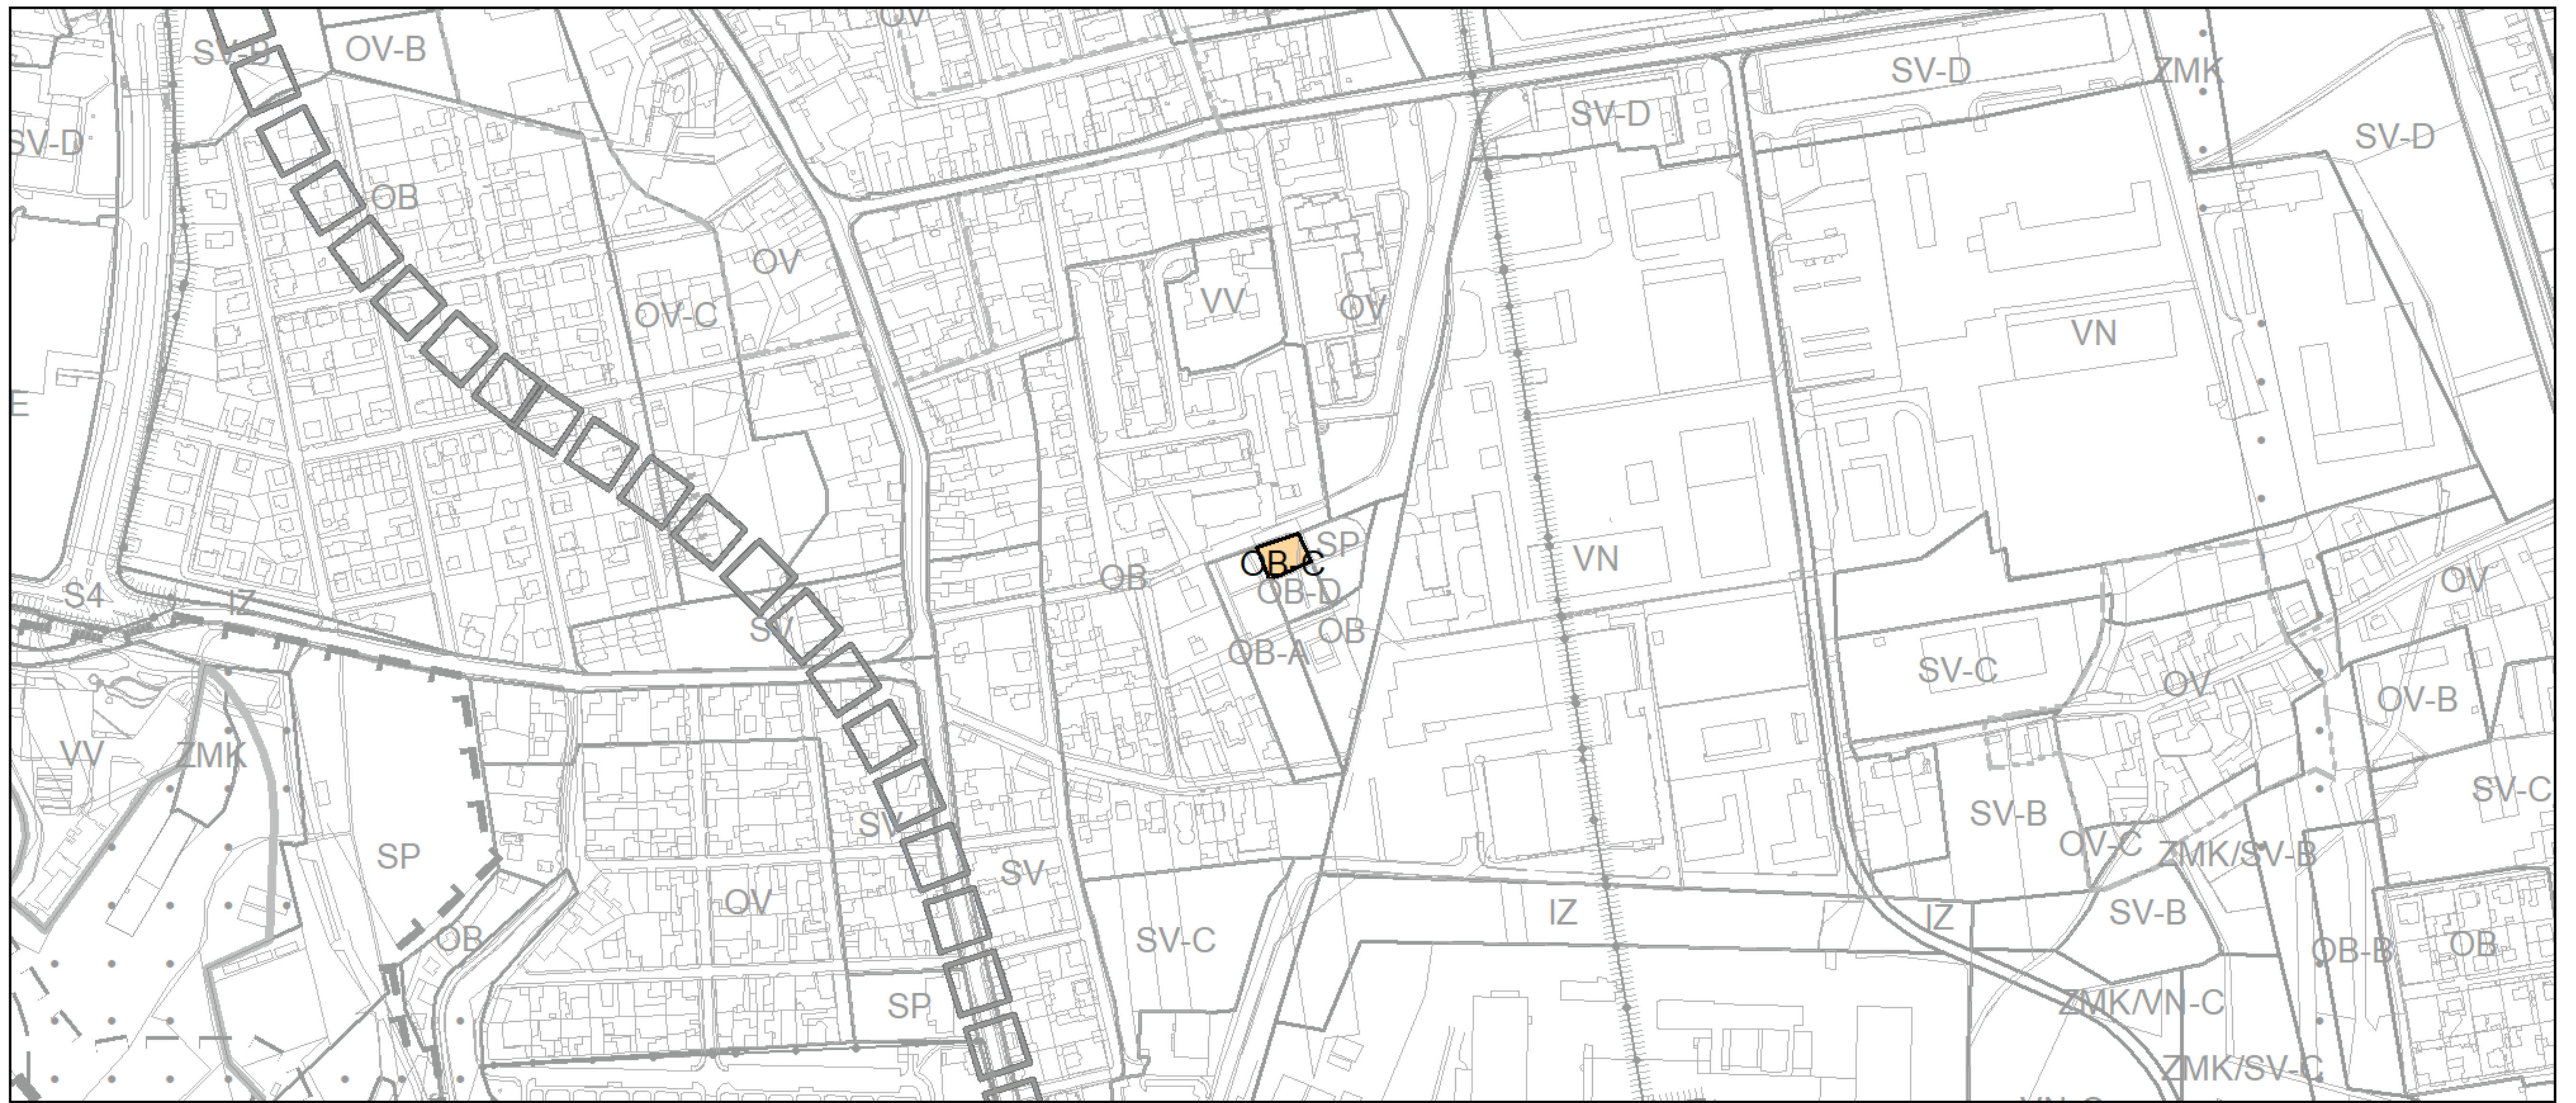 OV
SV-B
OV-B
SV-D
ZMK
SV-D
SV-D
SV-D
OB
OV
VV
OV
OV-C
VN
E
SP
VN
OB-C
OB
OB-D
OV
S4
IZ
SV
OB
OB-A
SV-C
OV
OV-B
VV
ZMK
SV-C
SV-B
SV
OV-C
ZMK/SV-B
SP
SV
OV
IZ
IZ
SV-B
OB
SV-C
OB-B
OB
SP
ZMK/VN-C
ZMK/SV-C